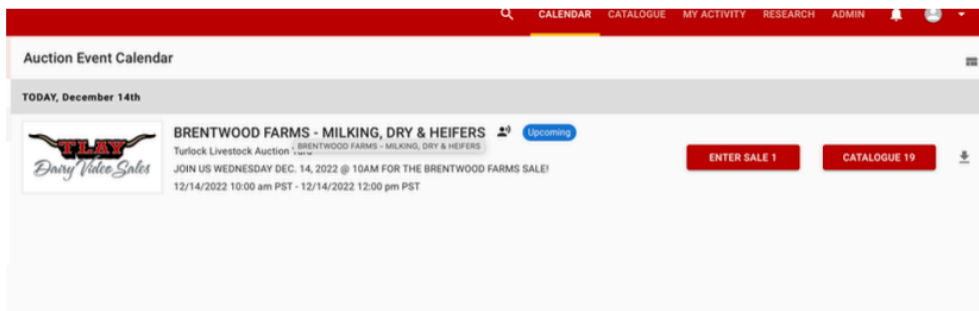 CALENDAR CATALOGUE MY ACTIVITY RESEARCH ADMIN
Auction Event Calendar
TODAY, December 14th
TLAY
Dairy Video Sales
BRENTWOOD FARMS - MILKING, DRY & HEIFERS Upcoming
Turlock Livestock Auction
BRENTWOOD FARMS - MILKING, DRY & HEIFERS
JOIN US WEDNESDAY DEC. 14, 2022 @ 10AM FOR THE BRENTWOOD FARMS SALE!
12/14/2022 10:00 am PST - 12/14/2022 12:00 pm PST
ENTER SALE 1 CATALOGUE 19